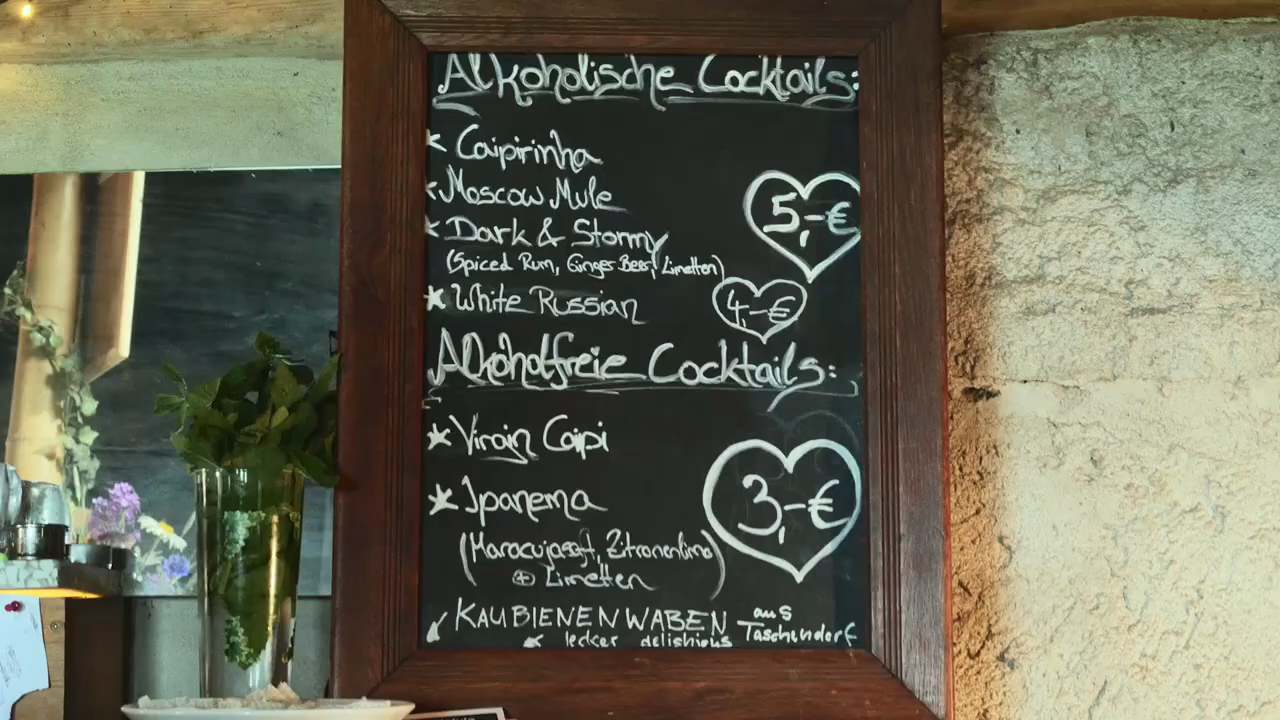 Alkoholische Cocktails:
* Caipirinha
* Moscow Mule
* Dark & Stormy
(Spiced Rum, Ginger Beer, Limetten)
* White Russian
5,-€
4,-€
Alkoholfreie Cocktails:
* Virgin Caipi
* Ipanema
(Maracujasaft, Zitronenlimo
⊕ Limetten)
3,-€
KAUBIENENWABEN aus Taschendorf
lecker delishious